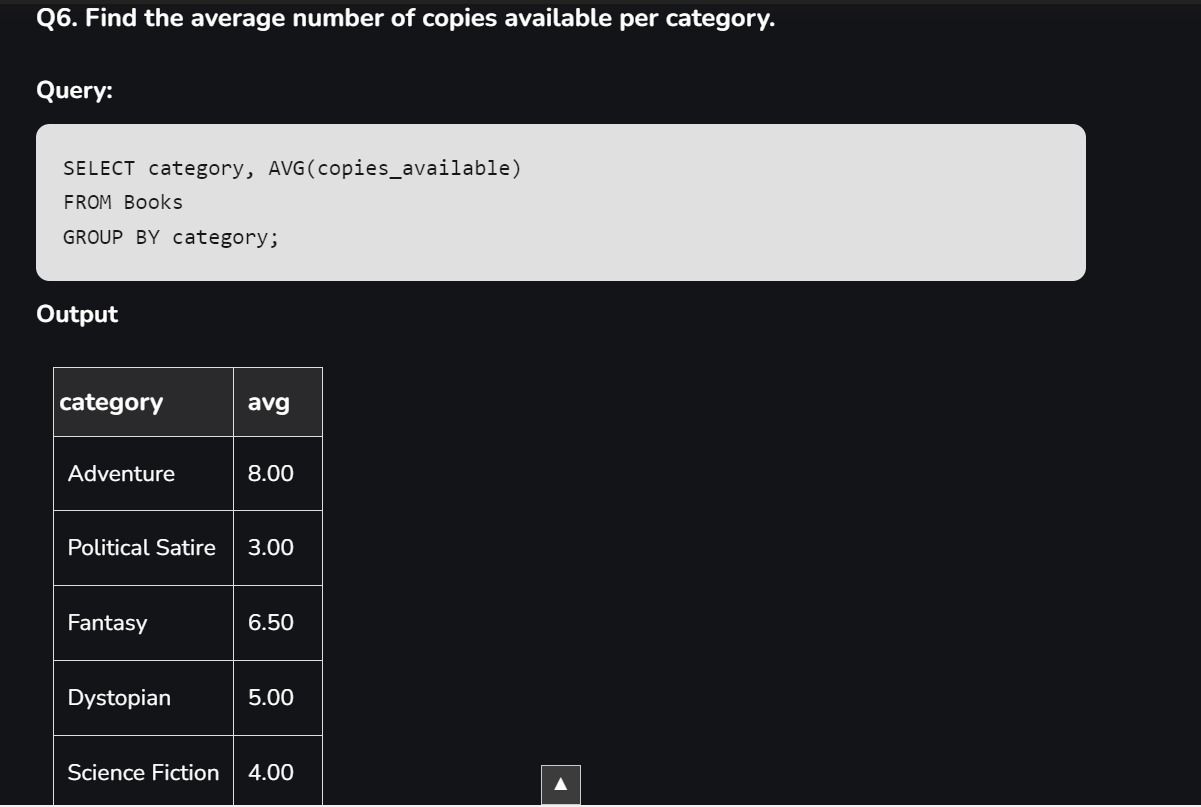 Q6. Find the average number of copies available per category.
Query:
SELECT category, AVG(copies_available)
FROM Books
GROUP BY category;
Output
category avg
Adventure 8.00
Political Satire 3.00
Fantasy 6.50
Dystopian 5.00
Science Fiction 4.00